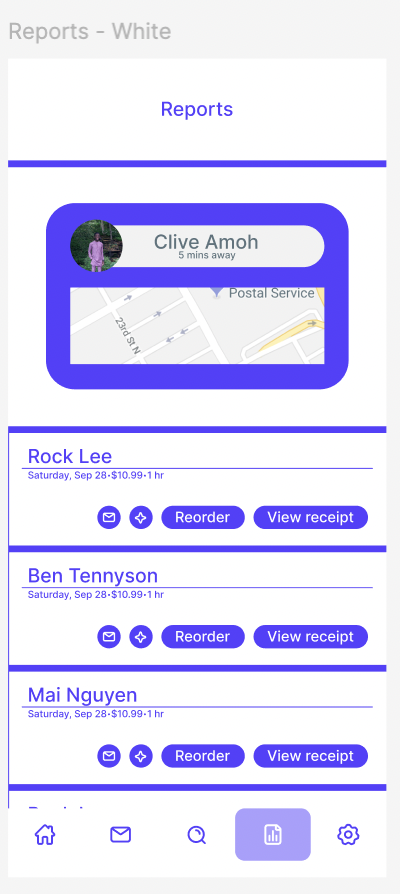 Reports - White
Reports
Clive Amoh
5 mins away
Postal Service
23rd St N
Rock Lee
Saturday, Sep 28•$10.99•1 hr
Reorder
View receipt
Ben Tennyson
Saturday, Sep 28•$10.99•1 hr
Reorder
View receipt
Mai Nguyen
Saturday, Sep 28•$10.99•1 hr
Reorder
View receipt